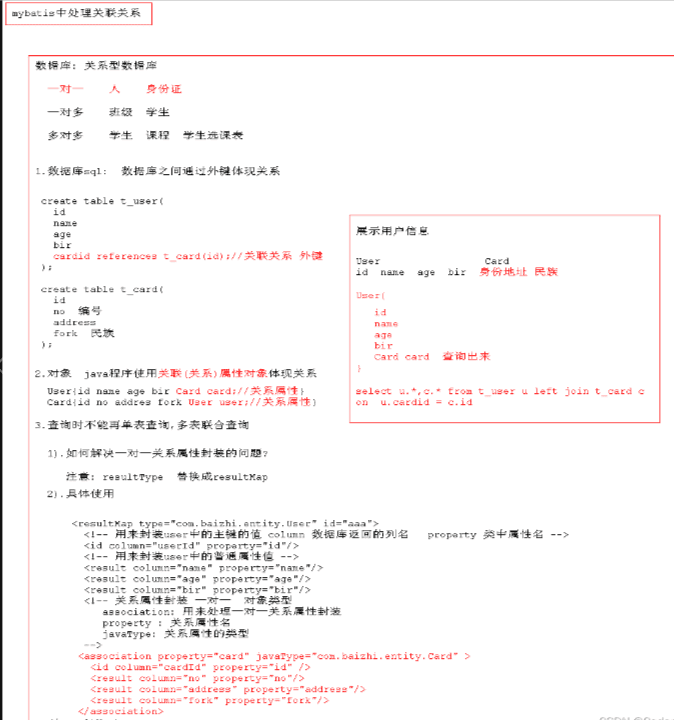 mybatis中处理关联关系
数据库: 关系型数据库
一对一 人 身份证
一对多 班级 学生
多对多 学生 课程 学生选课表
1.数据库sql: 数据库之间通过外键体现关系
create table t_user(
id
name
age
bir
cardid references t_card(id);//关联关系 外键
);
create table t_card(
id
no 编号
address
fork 民族
);
展示用户信息
User Card
id name age bir 身份地址 民族
User{
id
name
age
bir
Card card 查询出来
}
select u.*,c.* from t_user u left join t_card c
on u.cardid = c.id
2.对象 java程序使用关联(关系)属性对象体现关系
User{id name age bir Card card;//关系属性}
Card{id no addres fork User user;//关系属性}
3.查询时不能再单表查询,多表联合查询
1).如何解决一对一关系属性封装的问题?
注意: resultType 替换成resultMap
2).具体使用
<resultMap type="com.baizhi.entity.User" id="aaa">
<!-- 用来封装user中的主键的值 column 数据库返回的列名 property 类中属性名 -->
<id column="userId" property="id"/>
<!-- 用来封装user中的普通属性值 -->
<result column="name" property="name"/>
<result column="age" property="age"/>
<result column="bir" property="bir"/>
<!-- 关系属性封装 一对一 对象类型
association: 用来处理一对一关系属性封装
property : 关系属性名
javaType: 关系属性的类型
-->
<association property="card" javaType="com.baizhi.entity.Card" >
<id column="cardId" property="id" />
<result column="no" property="no"/>
<result column="address" property="address"/>
<result column="fork" property="fork"/>
</association>